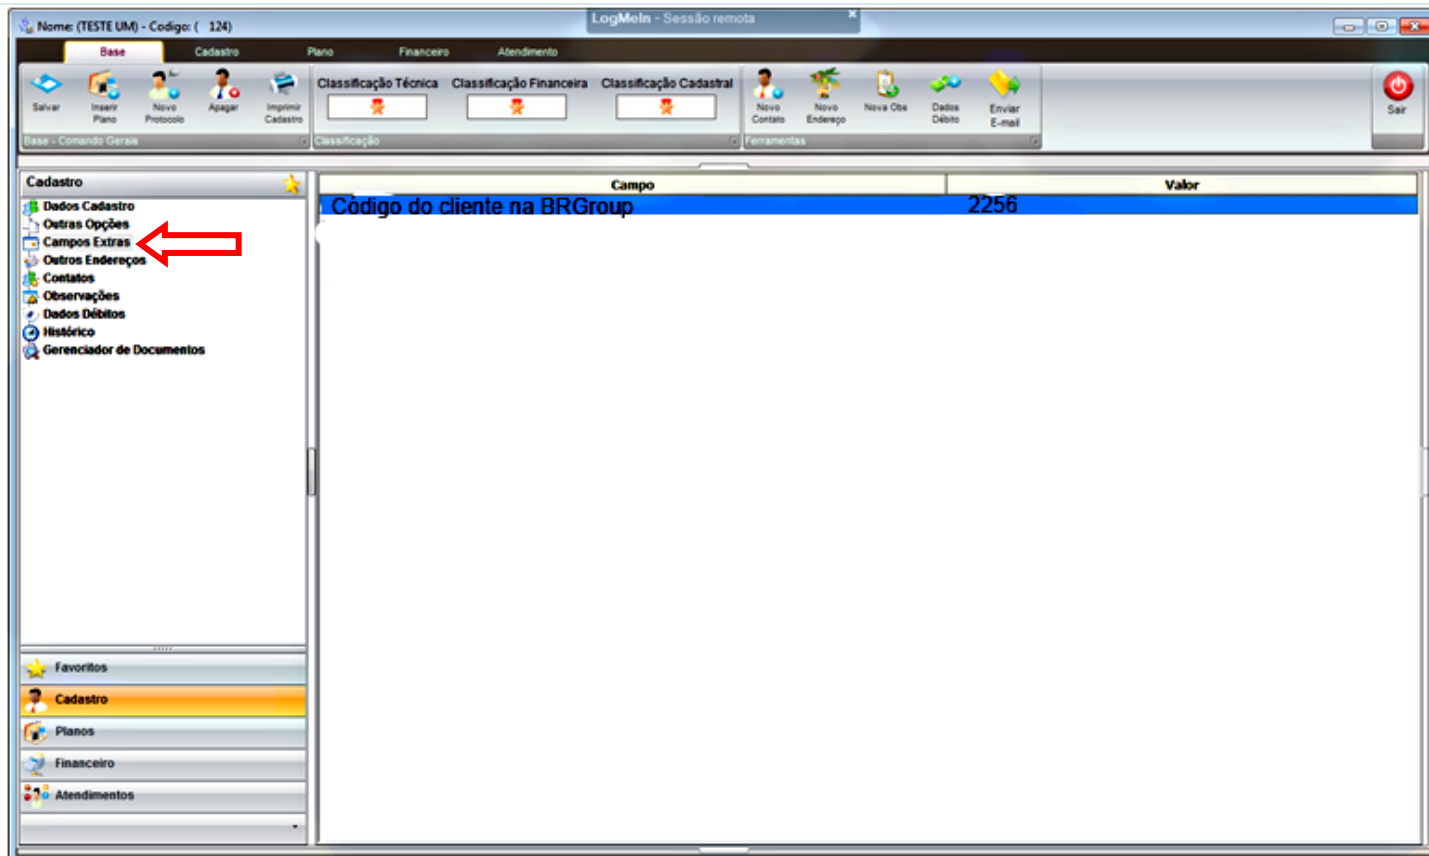 Nome: (TESTE UM) - Codigo: ( 124)
LogMeIn - Sessão remota
Base Cadastro Plano Financeiro Atendimento
Salvar
Inserir Plano
Novo Protocolo
Apagar
Imprimir Cadastro
Base - Comando Gerais
Classificação Técnica Classificação Financeira Classificação Cadastral
Classificação
Novo Contato
Novo Endereço
Nova Obs
Dados Débito
Enviar E-mail
Ferramentas
Sair
Cadastro
Dados Cadastro
Outras Opções
Campos Extras
Outros Endereços
Contatos
Observações
Dados Débitos
Histórico
Gerenciador de Documentos
Campo Valor
Código do cliente na BRGroup 2256
Favoritos
Cadastro
Planos
Financeiro
Atendimentos